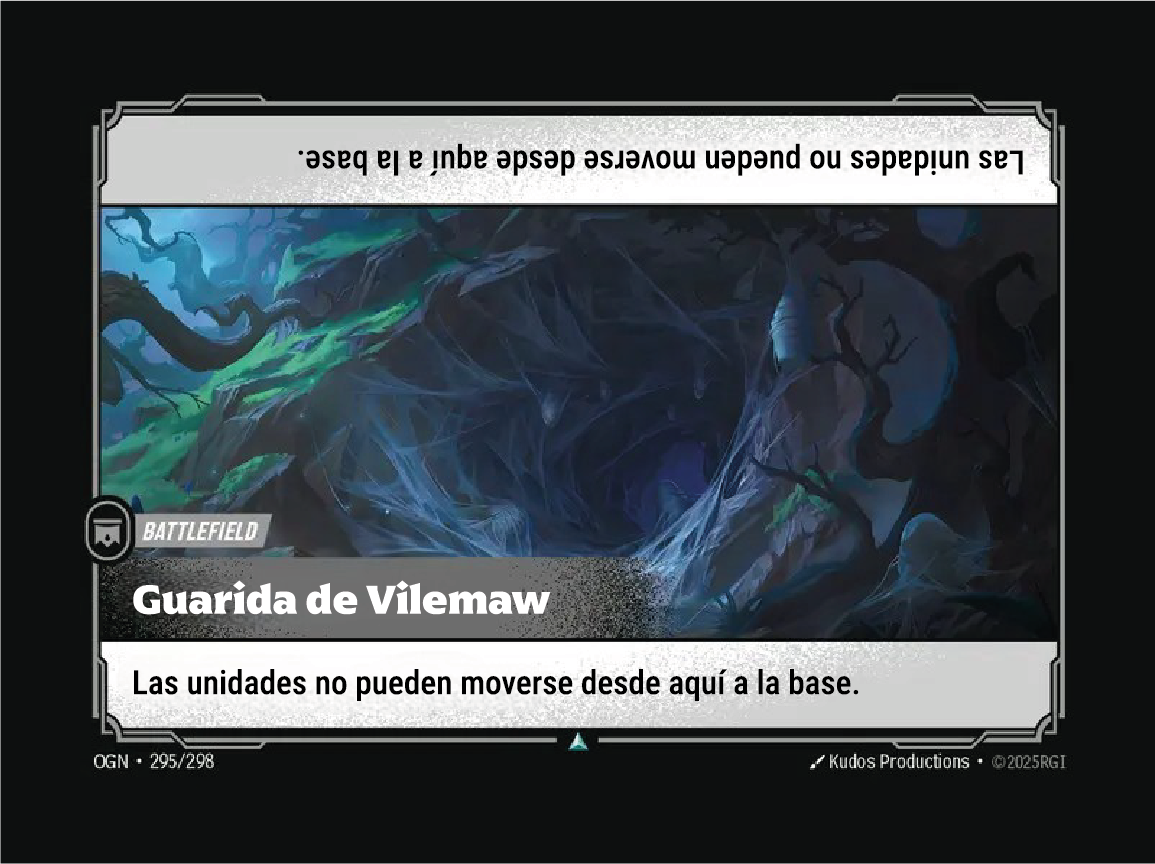 Las unidades no pueden moverse desde aquí a la base.
BATTLEFIELD
Guarida de Vilemaw
Las unidades no pueden moverse desde aquí a la base.
OGN • 295/298
Kudos Productions • ©2025RGI